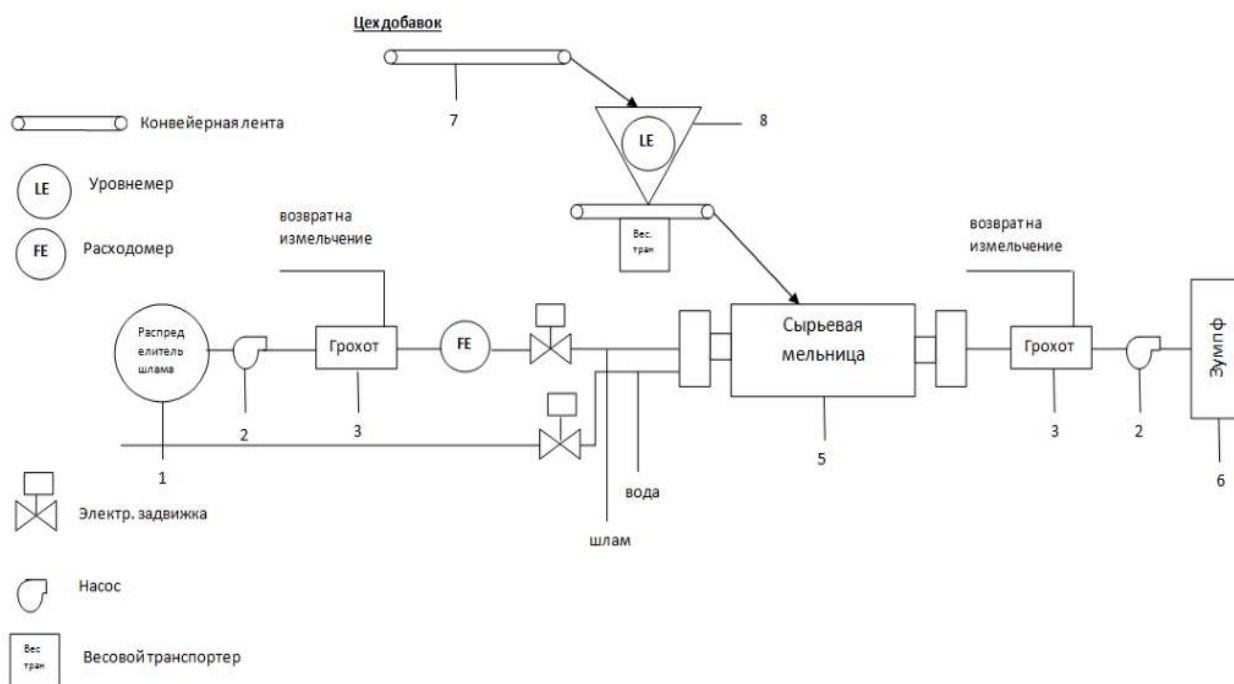 Цех добавок
7
8
LE
Конвейерная лента
LE
Уровнемер
FE
Расходомер
возврат на
измельчение
Вес.
тран
возврат на
измельчение
Распред
елитель
шлама
Грохот
FE
Сырьевая
мельница
Грохот
Зумпф
2
3
5
3
2
6
1
вода
шлам
Электр. задвижка
Насос
Вес
тран
Весовой транспортер